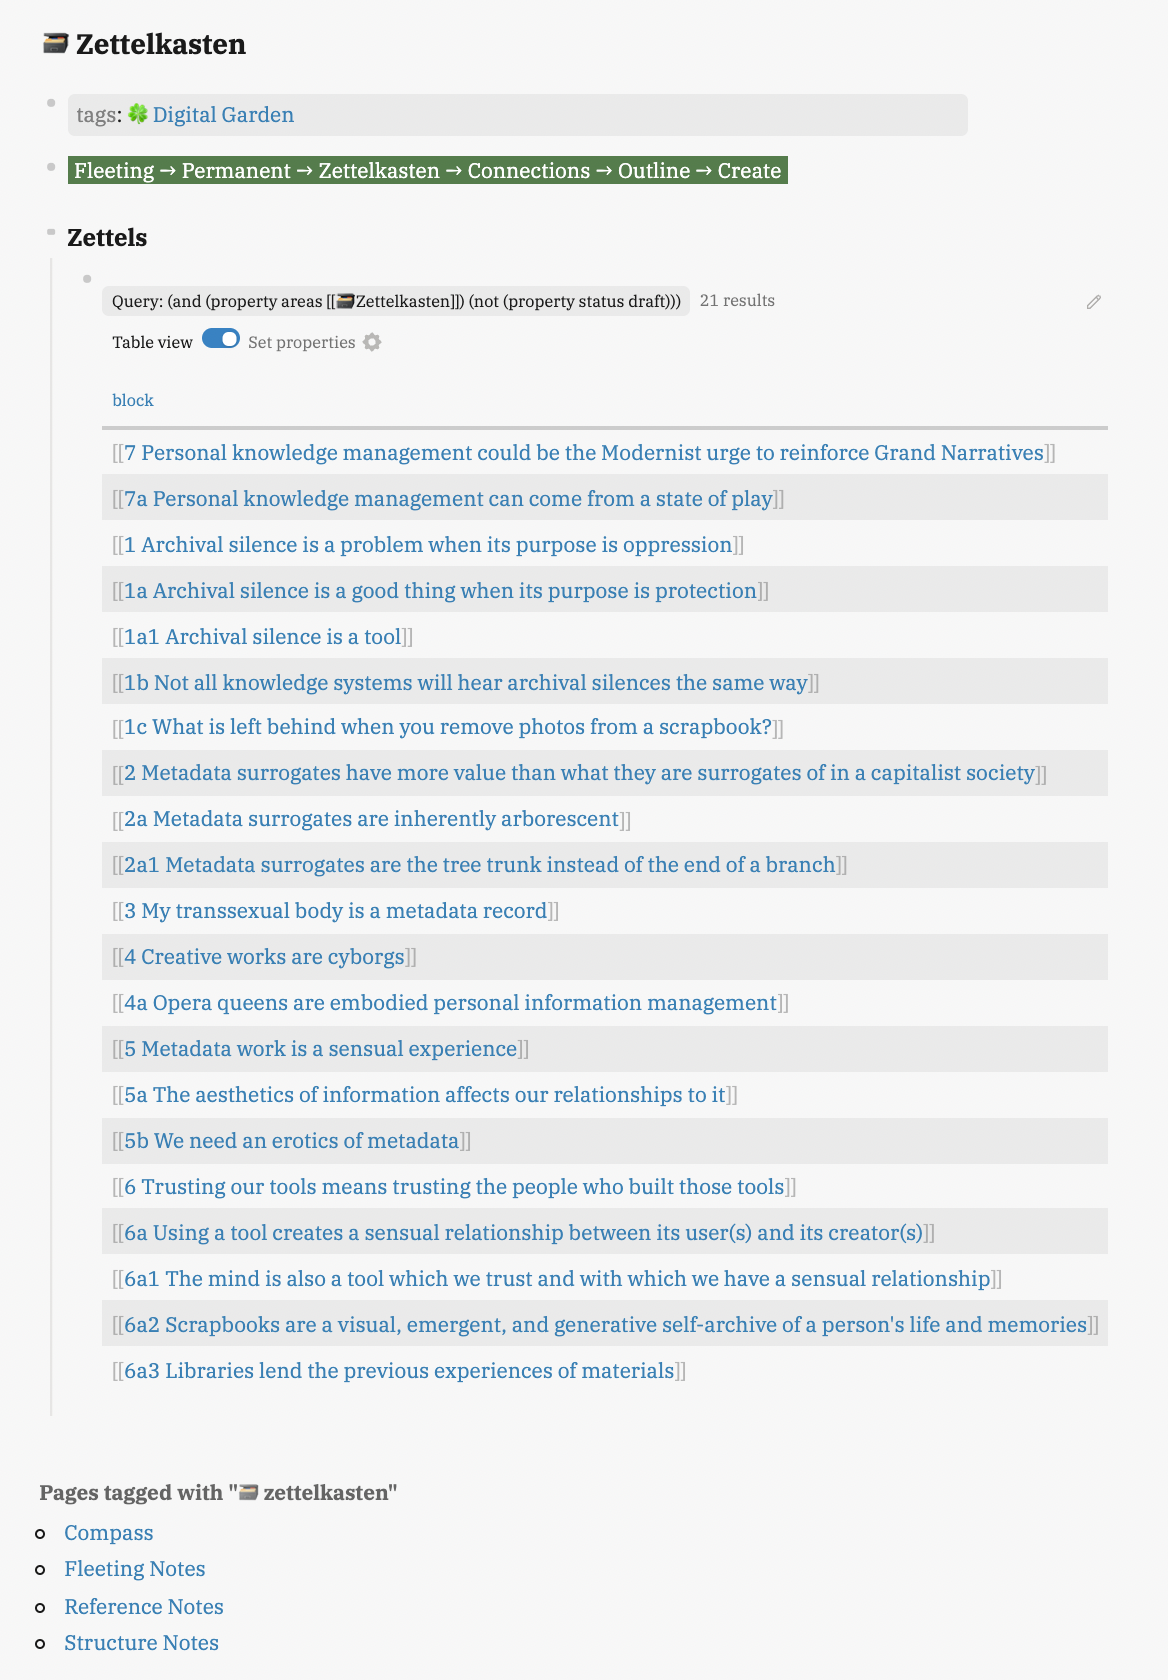 🗃️ Zettelkasten
tags: 🍀 Digital Garden
Fleeting → Permanent → Zettelkasten → Connections → Outline → Create
Zettels
Query: (and (property areas [[🗃️Zettelkasten]]) (not (property status draft))) 21 results
Table view Set properties
block
[[7 Personal knowledge management could be the Modernist urge to reinforce Grand Narratives]]
[[7a Personal knowledge management can come from a state of play]]
[[1 Archival silence is a problem when its purpose is oppression]]
[[1a Archival silence is a good thing when its purpose is protection]]
[[1a1 Archival silence is a tool]]
[[1b Not all knowledge systems will hear archival silences the same way]]
[[1c What is left behind when you remove photos from a scrapbook?]]
[[2 Metadata surrogates have more value than what they are surrogates of in a capitalist society]]
[[2a Metadata surrogates are inherently arborescent]]
[[2a1 Metadata surrogates are the tree trunk instead of the end of a branch]]
[[3 My transsexual body is a metadata record]]
[[4 Creative works are cyborgs]]
[[4a Opera queens are embodied personal information management]]
[[5 Metadata work is a sensual experience]]
[[5a The aesthetics of information affects our relationships to it]]
[[5b We need an erotics of metadata]]
[[6 Trusting our tools means trusting the people who built those tools]]
[[6a Using a tool creates a sensual relationship between its user(s) and its creator(s)]]
[[6a1 The mind is also a tool which we trust and with which we have a sensual relationship]]
[[6a2 Scrapbooks are a visual, emergent, and generative self-archive of a person's life and memories]]
[[6a3 Libraries lend the previous experiences of materials]]
Pages tagged with "🗃️ zettelkasten"
Compass
Fleeting Notes
Reference Notes
Structure Notes